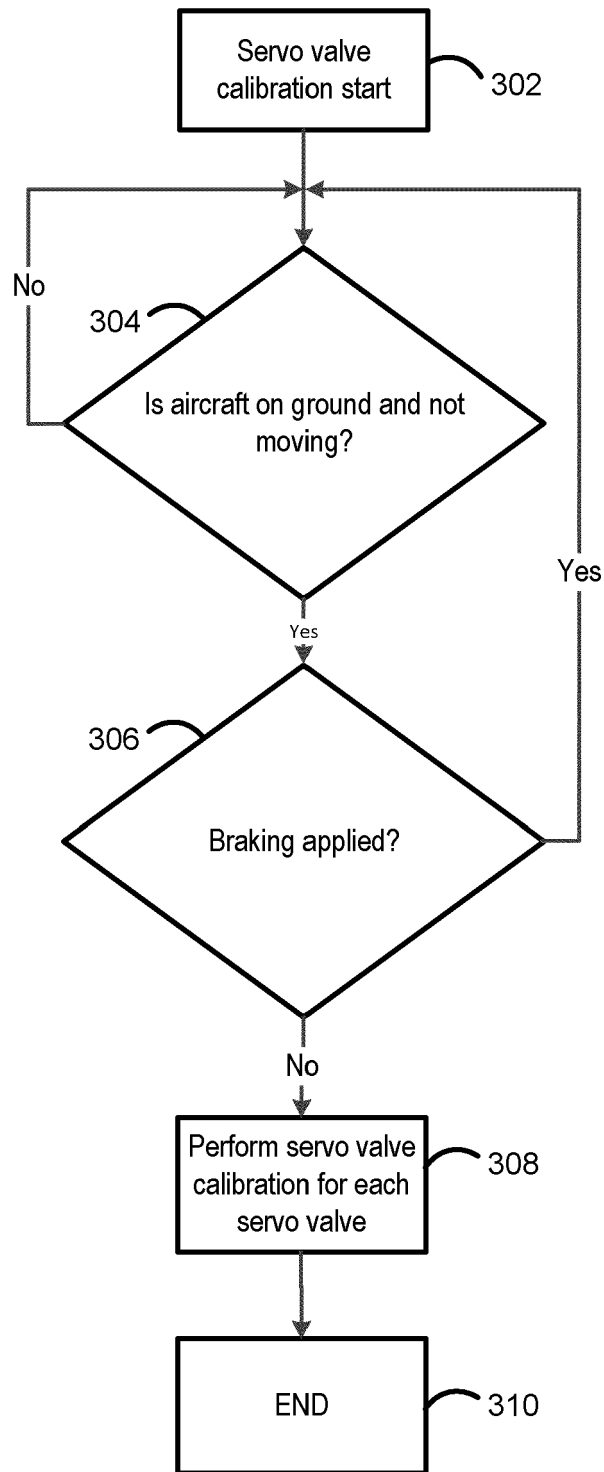 Servo valve
calibration start
302
No
304
Is aircraft on ground and not
moving?
Yes
Yes
306
Braking applied?
No
Perform servo valve
calibration for each
servo valve
308
END
310